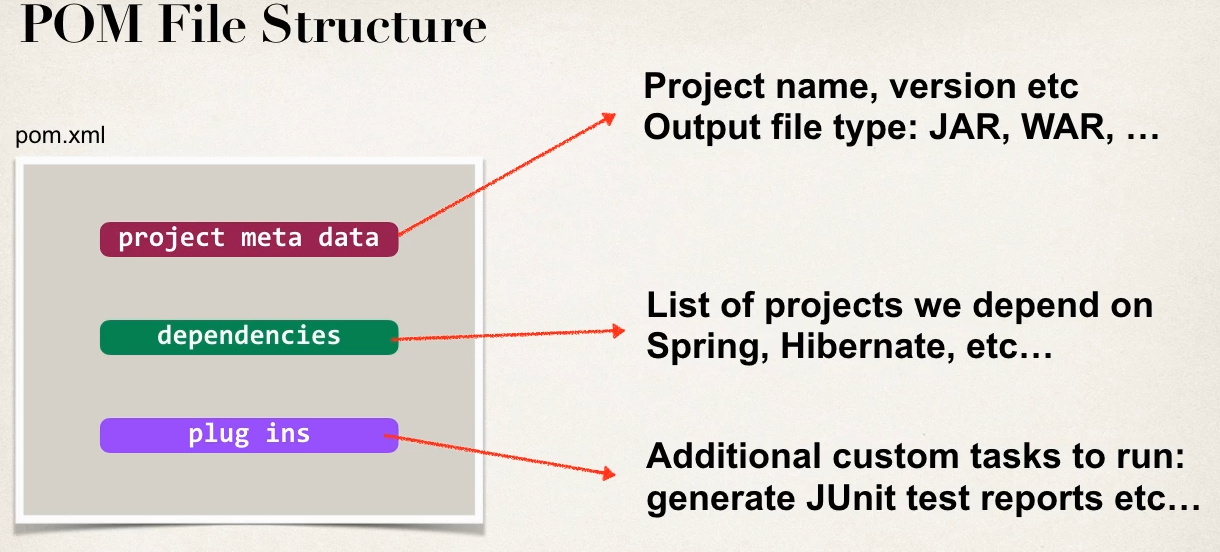 POM File Structure
pom.xml
project meta data
Project name, version etc
Output file type: JAR, WAR, …
dependencies
List of projects we depend on
Spring, Hibernate, etc…
plug ins
Additional custom tasks to run:
generate JUnit test reports etc…